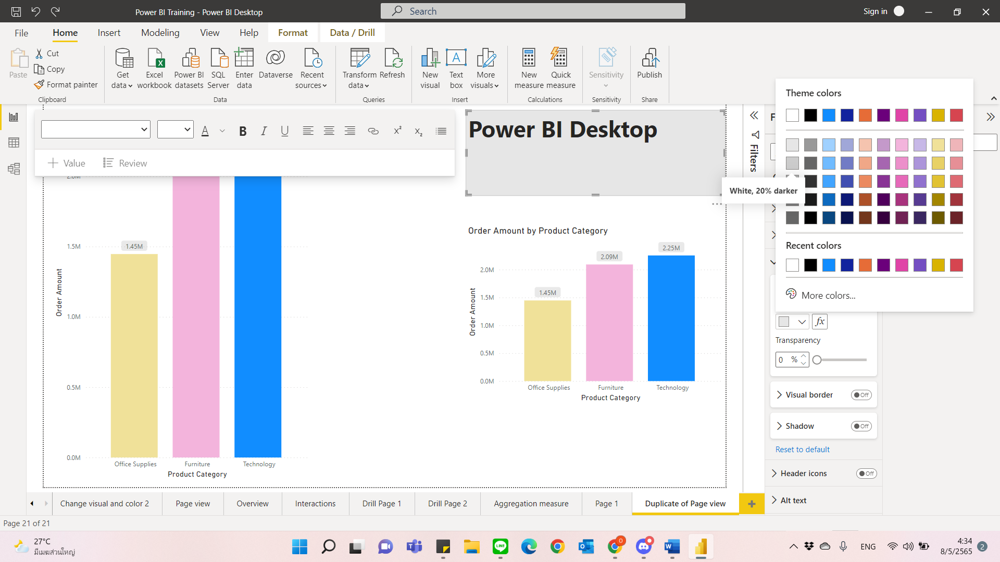 Power BI Training - Power BI Desktop
Search
Sign in
File
Home
Insert
Modeling
View
Help
Format
Data / Drill
Paste
Cut
Copy
Format painter
Clipboard
Get data
Excel workbook
Power BI datasets
SQL Server
Enter data
Dataverse
Recent sources
Data
Transform data
Refresh
Queries
New visual
Text box
More visuals
Insert
New measure
Quick measure
Calculations
Sensitivity
Sensitivity
Publish
Share
Value
Review
Power BI Desktop
Filters
Theme colors
White, 20% darker
Recent colors
More colors...
fx
Transparency
0 %
Visual border
Off
Shadow
Off
Reset to default
Header icons
Off
Alt text
1.5M
1.0M
0.5M
0.0M
1.45M
Order Amount
Office Supplies
Furniture
Technology
Product Category
Order Amount by Product Category
2.0M
1.5M
1.0M
0.5M
0.0M
1.45M
2.09M
2.25M
Order Amount
Office Supplies
Furniture
Technology
Product Category
Change visual and color 2
Page view
Overview
Interactions
Drill Page 1
Drill Page 2
Aggregation measure
Page 1
Duplicate of Page view
Page 21 of 21
27°C
มีเมฆส่วนใหญ่
ENG
4:34
8/5/2565
2